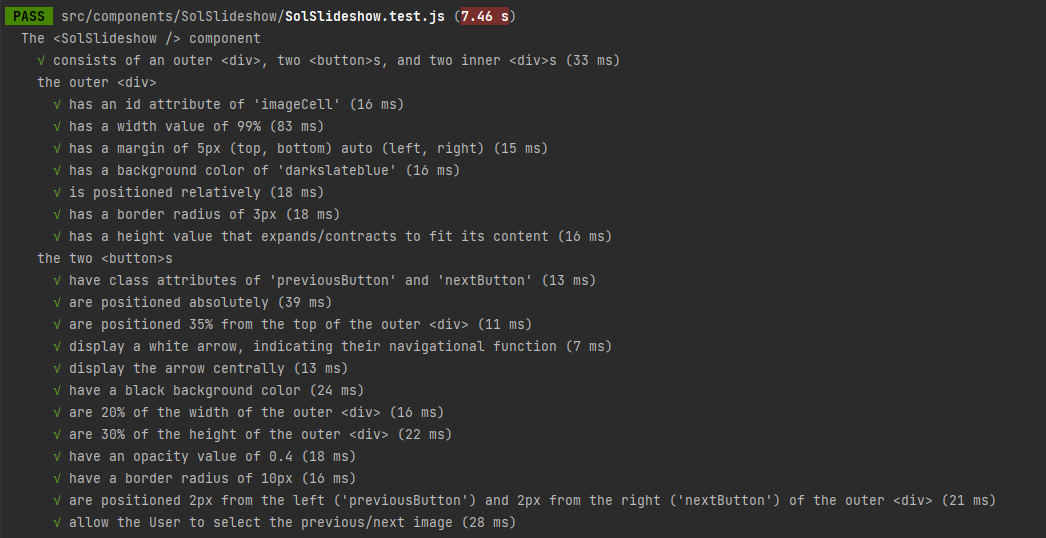 PASS src/components/SolSlideshow/SolSlideshow.test.js (7.46 s)
The <SolSlideshow /> component
√ consists of an outer <div>, two <button>s, and two inner <div>s (33 ms)
the outer <div>
√ has an id attribute of 'imageCell' (16 ms)
√ has a width value of 99% (83 ms)
√ has a margin of 5px (top, bottom) auto (left, right) (15 ms)
√ has a background color of 'darkslateblue' (16 ms)
√ is positioned relatively (18 ms)
√ has a border radius of 3px (18 ms)
√ has a height value that expands/contracts to fit its content (16 ms)
the two <button>s
√ have class attributes of 'previousButton' and 'nextButton' (13 ms)
√ are positioned absolutely (39 ms)
√ are positioned 35% from the top of the outer <div> (11 ms)
√ display a white arrow, indicating their navigational function (7 ms)
√ display the arrow centrally (13 ms)
√ have a black background color (24 ms)
√ are 20% of the width of the outer <div> (16 ms)
√ are 30% of the height of the outer <div> (22 ms)
√ have an opacity value of 0.4 (18 ms)
√ have a border radius of 10px (16 ms)
√ are positioned 2px from the left ('previousButton') and 2px from the right ('nextButton') of the outer <div> (21 ms)
√ allow the User to select the previous/next image (28 ms)